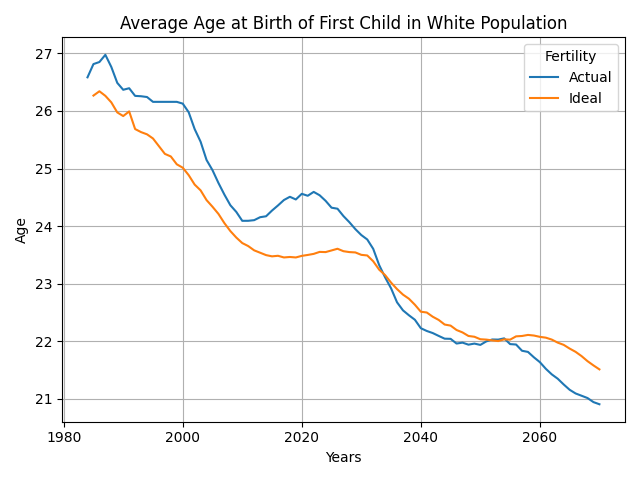 Average Age at Birth of First Child in White Population
Fertility
Actual
Ideal
27
26
25
24
23
22
21
Age
1980
2000
2020
2040
2060
Years